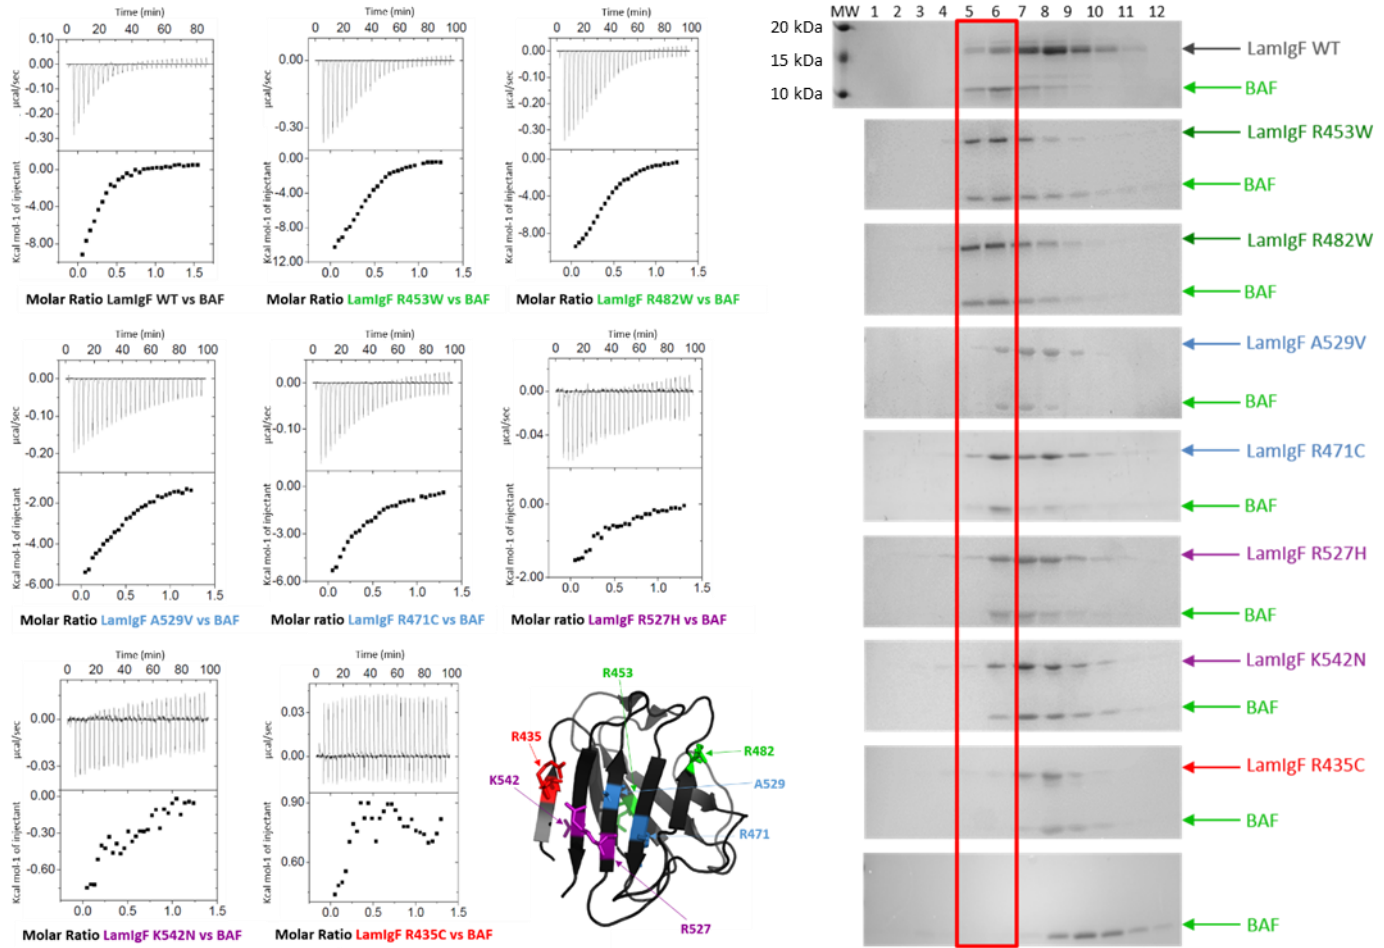 Time (min)
0 20 40 60 80
0.10
0.00
-0.10
-0.20
-0.30
µcal/sec
0.00
-4.00
-8.00
Kcal mol-1 of injectant
0.0 0.5 1.0 1.5
Molar Ratio LamIgF WT vs BAF
Time (min)
0 20 40 60 80 100
0.00
-0.30
µcal/sec
0.00
-4.00
-8.00
-12.00
Kcal mol-1 of injectant
0.0 0.5 1.0 1.5
Molar Ratio LamIgF R453W vs BAF
Time (min)
0 20 40 60 80 100
0.00
-0.10
-0.20
-0.30
µcal/sec
0.00
-4.00
-8.00
Kcal mol-1 of injectant
0.0 0.5 1.0 1.5
Molar Ratio LamIgF R482W vs BAF
Time (min)
0 20 40 60 80 100
0.00
-0.10
-0.20
µcal/sec
-2.00
-4.00
-6.00
Kcal mol-1 of injectant
0.0 0.5 1.0 1.5
Molar Ratio LamIgF A529V vs BAF
Time (min)
0 20 40 60 80 100
0.00
-0.10
µcal/sec
0.00
-3.00
-6.00
Kcal mol-1 of injectant
0.0 0.5 1.0 1.5
Molar ratio LamIgF R471C vs BAF
Time (min)
0 20 40 60 80 100
0.00
-0.04
µcal/sec
0.00
-2.00
Kcal mol-1 of injectant
0.0 0.5 1.0 1.5
Molar ratio LamIgF R527H vs BAF
Time (min)
0 20 40 60 80 100
0.00
-0.03
µcal/sec
0.00
-0.30
-0.60
Kcal mol-1 of injectant
0.0 0.5 1.0 1.5
Molar Ratio LamIgF K542N vs BAF
Time (min)
0 20 40 60 80 100
0.03
0.00
µcal/sec
0.90
0.60
Kcal mol-1 of injectant
0.0 0.5 1.0 1.5
Molar Ratio LamIgF R435C vs BAF
R453
R435
R482
K542
A529
R471
R527
MW 1 2 3 4 5 6 7 8 9 10 11 12
20 kDa
15 kDa
10 kDa
LamIgF WT
BAF
LamIgF R453W
BAF
LamIgF R482W
BAF
LamIgF A529V
BAF
LamIgF R471C
BAF
LamIgF R527H
BAF
LamIgF K542N
BAF
LamIgF R435C
BAF
BAF